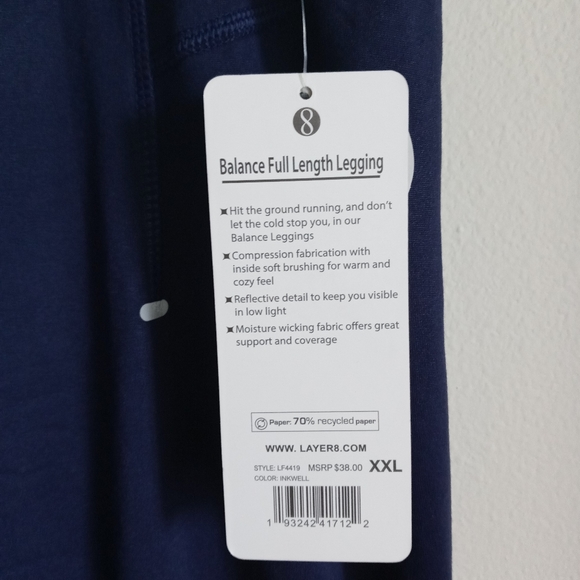 8
Balance Full Length Legging
Hit the ground running, and don't
let the cold stop you, in our
Balance Leggings
Compression fabrication with
inside soft brushing for warm and
cozy feel
Reflective detail to keep you visible
in low light
Moisture wicking fabric offers great
support and coverage
Paper: 70% recycled paper
WWW. LAYER8.COM
STYLE: LF4419 MSRP $38.00 XXL
COLOR: INKWELL
1 93242 41712 2